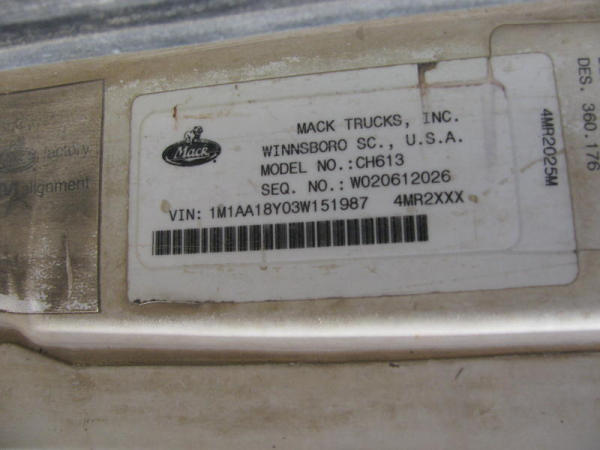 MACK TRUCKS, INC.
WINNSBORO SC., U.S.A.
MODEL NO.:CH613
SEQ. NO.: W020612026
VIN: 1M1AA18Y03W151987 4MR2XXX
Mack
4MR2025M
DES. 360.176
factory
alignment